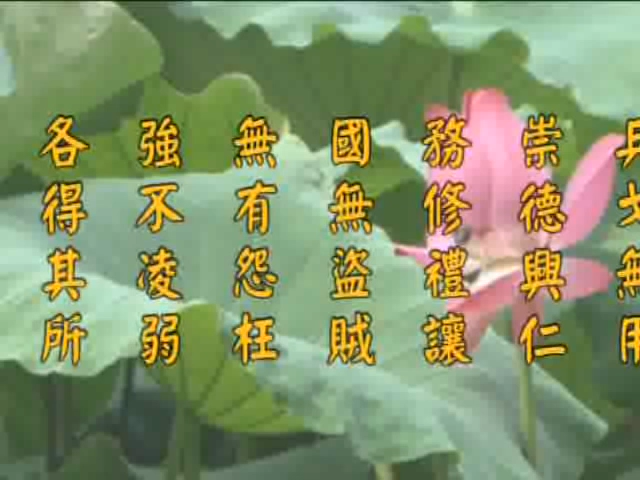 兵戈無用
崇德興仁
務修禮讓
國無盜賊
無有怨枉
強不凌弱
各得其所